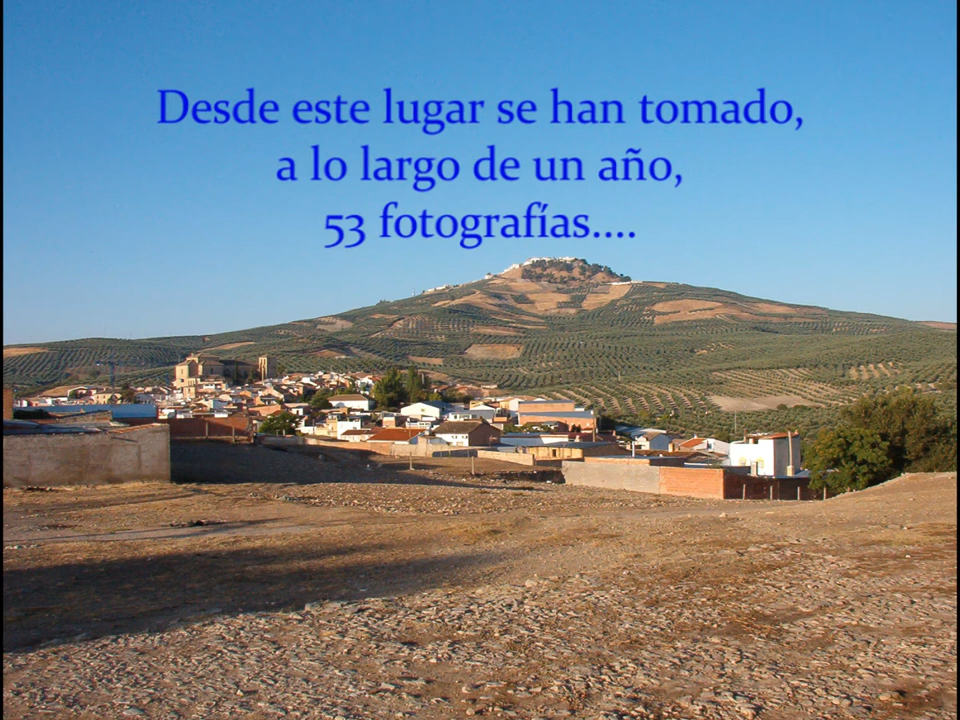 Desde este lugar se han tomado,
a lo largo de un año,
53 fotografías....